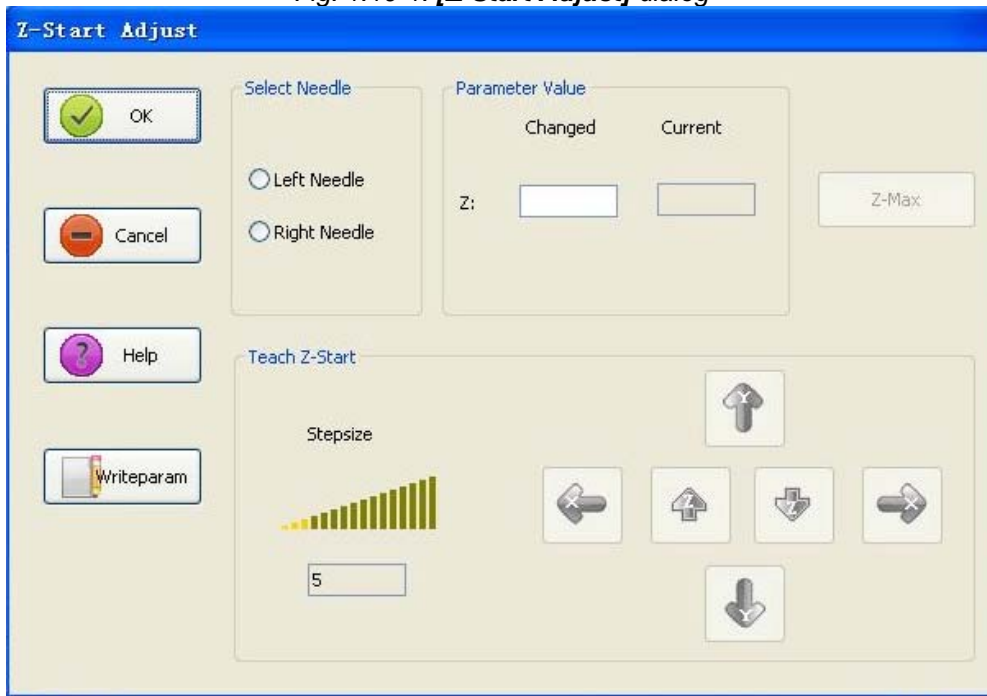 Z-Start Adjust
OK
Cancel
Help
Writeparam
Select Needle
Left Needle
Right Needle
Parameter Value
Changed Current
Z:
Z-Max
Teach Z-Start
Stepsize
5
Y
X Z Z X
Y